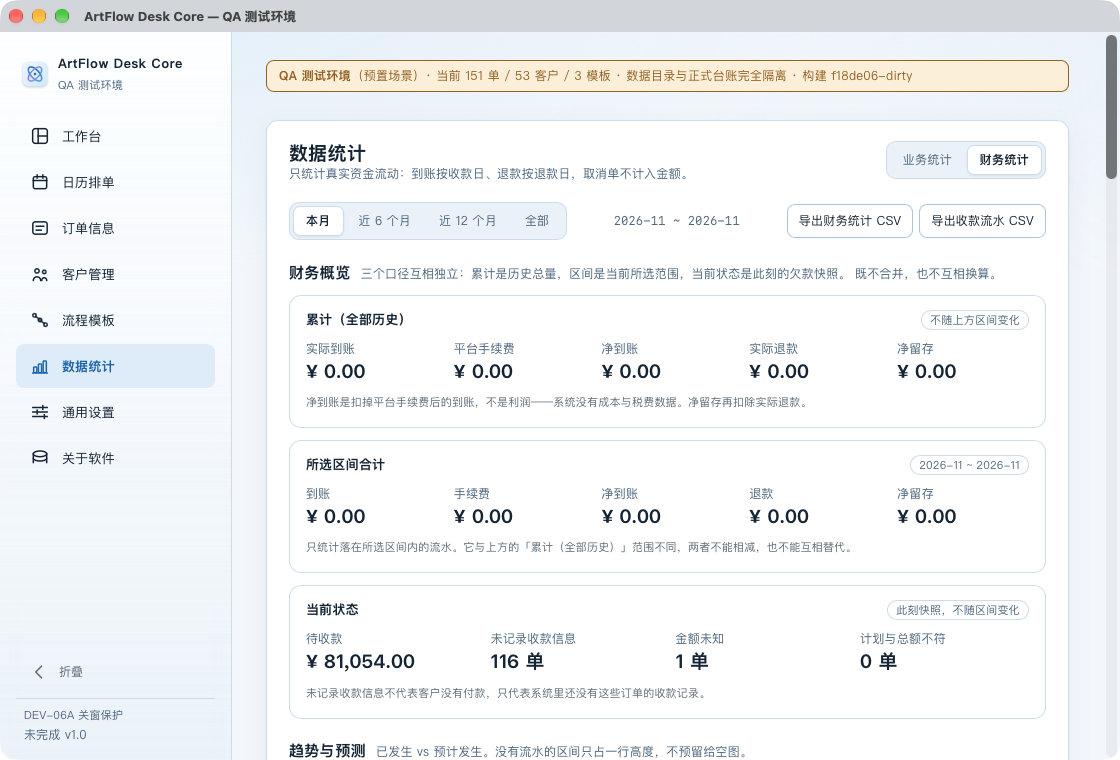 ArtFlow Desk Core — QA 测试环境
ArtFlow Desk Core
QA 测试环境
工作台
日历排单
订单信息
客户管理
流程模板
数据统计
通用设置
关于软件
折叠
DEV-06A 关窗保护
未完成 v1.0
QA 测试环境（预置场景）· 当前 151 单 / 53 客户 / 3 模板 · 数据目录与正式台账完全隔离 · 构建 f18de06-dirty
数据统计
只统计真实资金流动：到账按收款日、退款按退款日，取消单不计入金额。
业务统计 财务统计
本月 近 6 个月 近 12 个月 全部 2026-11 ~ 2026-11 导出财务统计 CSV 导出收款流水 CSV
财务概览 三个口径互相独立：累计是历史总量，区间是当前所选范围，当前状态是此刻的欠款快照。 既不合并，也不互相换算。
累计（全部历史） 不随上方区间变化
实际到账 平台手续费 净到账 实际退款 净留存
¥ 0.00 ¥ 0.00 ¥ 0.00 ¥ 0.00 ¥ 0.00
净到账是扣掉平台手续费后的到账，不是利润——系统没有成本与税费数据。净留存再扣除实际退款。
所选区间合计 2026-11 ~ 2026-11
到账 手续费 净到账 退款 净留存
¥ 0.00 ¥ 0.00 ¥ 0.00 ¥ 0.00 ¥ 0.00
只统计落在所选区间内的流水。它与上方的「累计（全部历史）」范围不同，两者不能相减，也不能互相替代。
当前状态 此刻快照，不随区间变化
待收款 未记录收款信息 金额未知 计划与总额不符
¥ 81,054.00 116 单 1 单 0 单
未记录收款信息不代表客户没有付款，只代表系统里还没有这些订单的收款记录。
趋势与预测 已发生 vs 预计发生。没有流水的区间只占一行高度，不预留给空图。